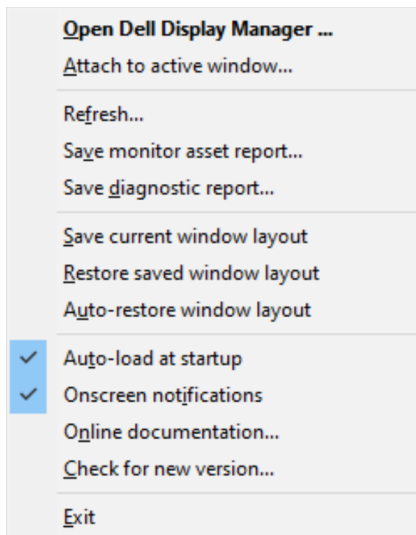 Open Dell Display Manager ...
Attach to active window...
Refresh...
Save monitor asset report...
Save diagnostic report...
Save current window layout
Restore saved window layout
Auto-restore window layout
Auto-load at startup
Onscreen notifications
Online documentation...
Check for new version...
Exit